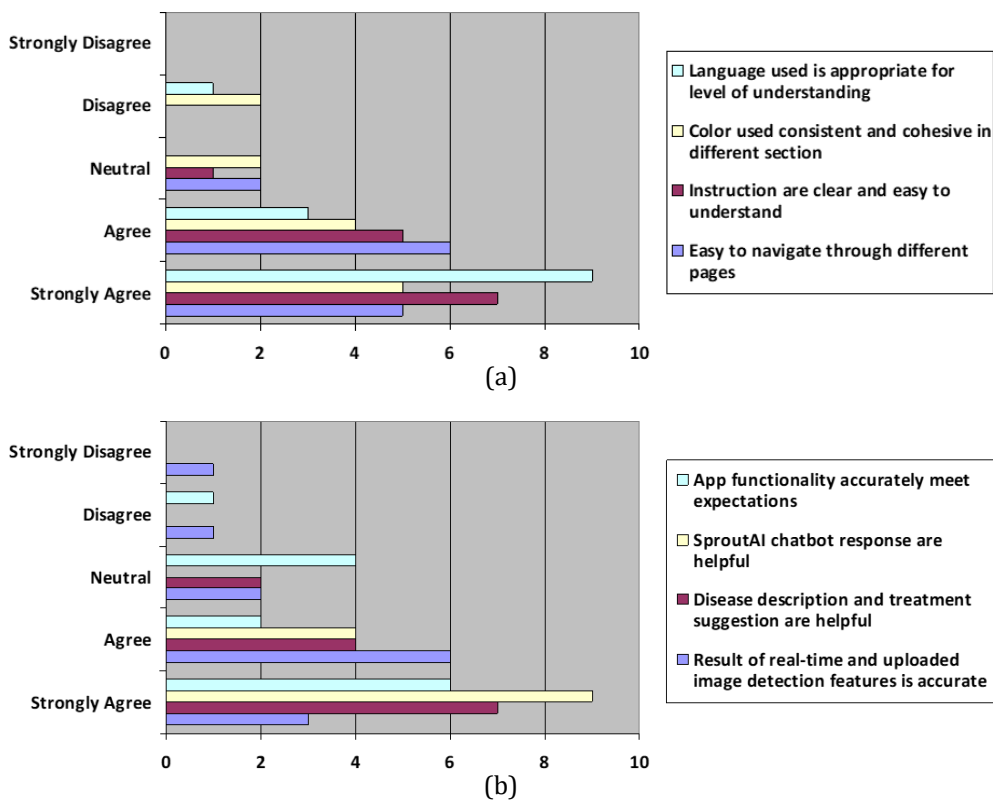 Strongly Disagree
Disagree
Neutral
Agree
Strongly Agree
0 2 4 6 8 10
Language used is appropriate for
level of understanding
Color used consistent and cohesive in
different section
Instruction are clear and easy to
understand
Easy to navigate through different
pages
(a)
Strongly Disagree
Disagree
Neutral
Agree
Strongly Agree
0 2 4 6 8 10
App functionality accurately meet
expectations
SproutAI chatbot response are
helpful
Disease description and treatment
suggestion are helpful
Result of real-time and uploaded
image detection features is accurate
(b)